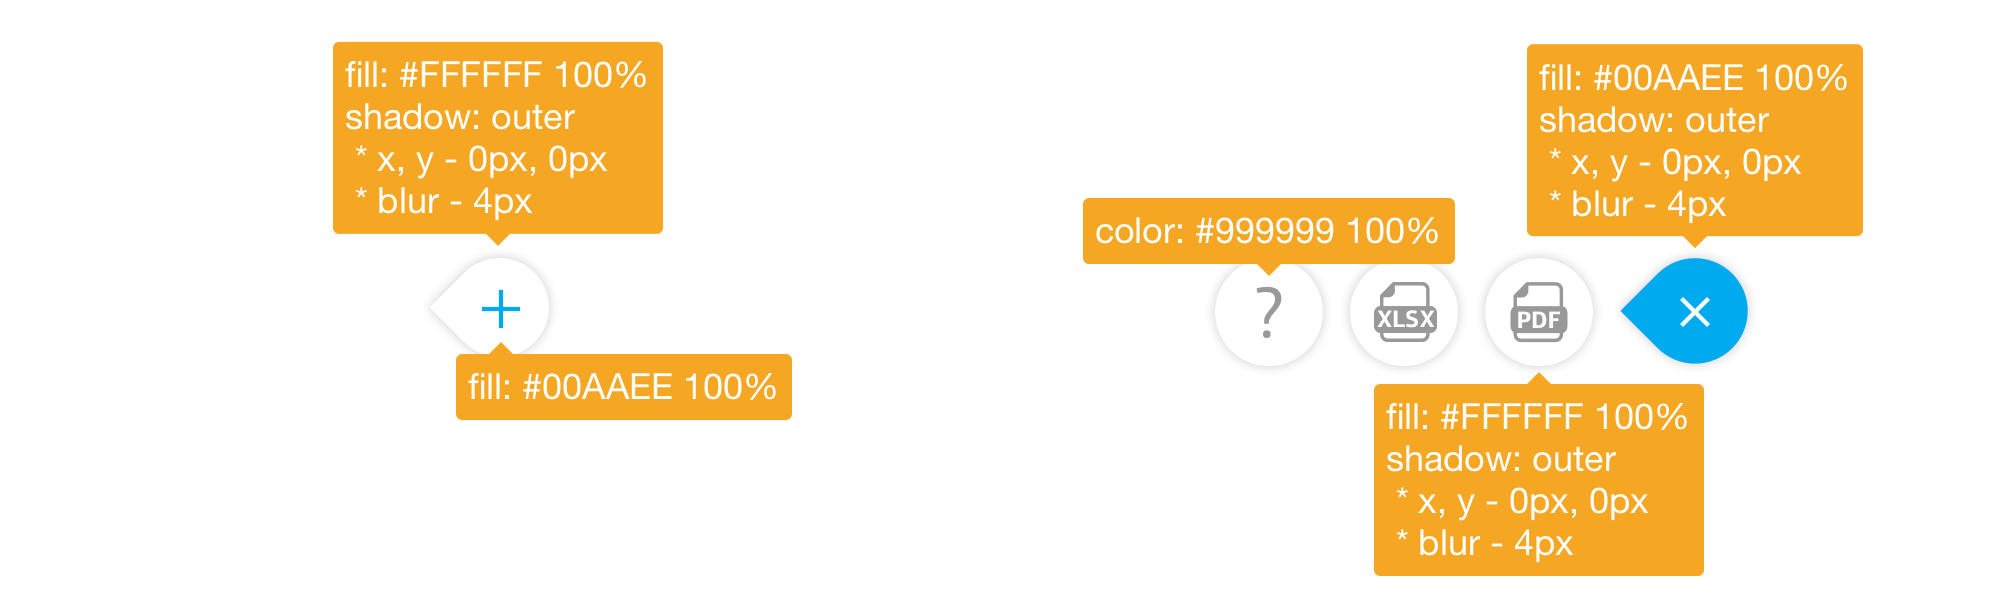 fill: #FFFFFF 100%
shadow: outer
* x, y - 0px, 0px
* blur - 4px
fill: #00AAEE 100%
fill: #00AAEE 100%
shadow: outer
* x, y - 0px, 0px
* blur - 4px
color: #999999 100%
?
XLSX
PDF
fill: #FFFFFF 100%
shadow: outer
* x, y - 0px, 0px
* blur - 4px